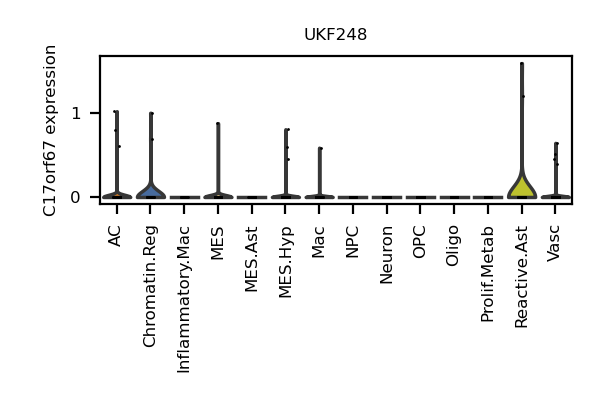 UKF248
C17orf67 expression
1
0
AC
Chromatin.Reg
Inflammatory.Mac
MES
MES.Ast
MES.Hyp
Mac
NPC
Neuron
OPC
Oligo
Prolif.Metab
Reactive.Ast
Vasc